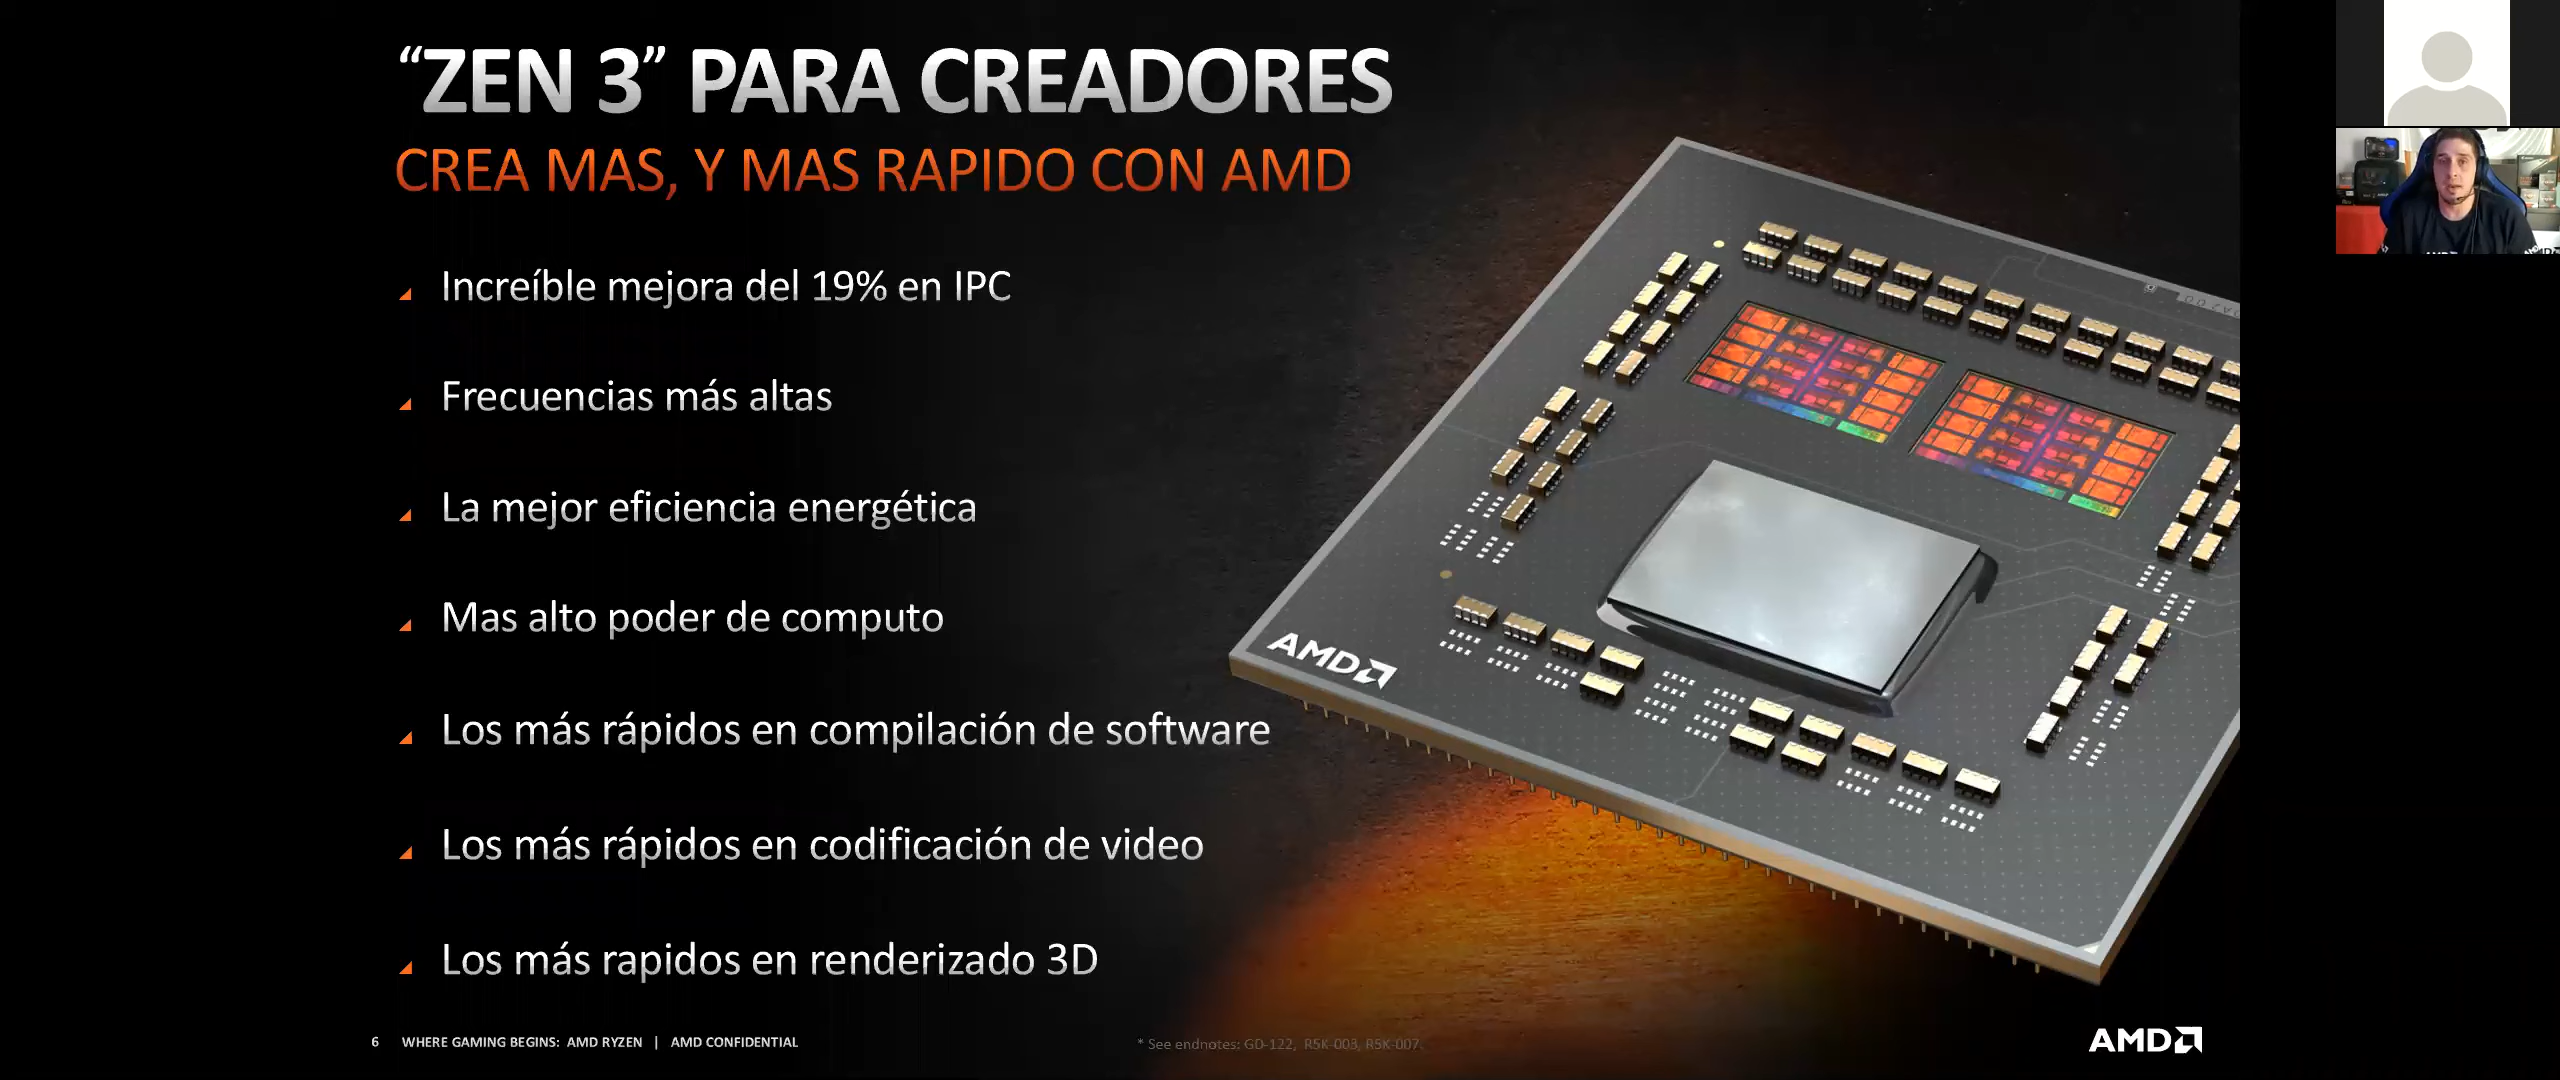 “ZEN 3” PARA CREADORES
CREA MAS, Y MAS RAPIDO CON AMD
Increíble mejora del 19% en IPC
Frecuencias más altas
La mejor eficiencia energética
Mas alto poder de computo
Los más rápidos en compilación de software
Los más rápidos en codificación de video
Los más rapidos en renderizado 3D
AMD
6 WHERE GAMING BEGINS: AMD RYZEN | AMD CONFIDENTIAL
* See endnotes: GD-122, R5K-003, R5K-007.
AMD